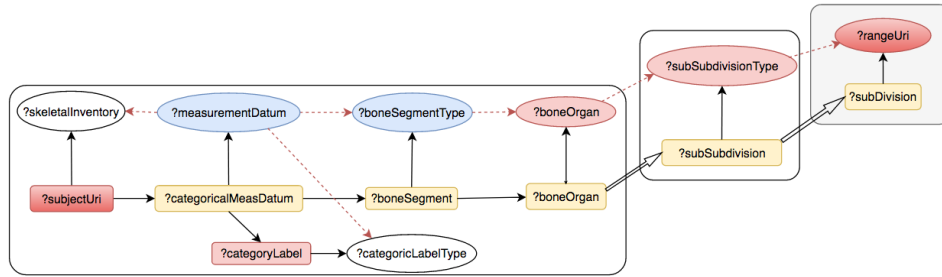 ?rangeUri
?subSubdivisionType
?subDivision
?skeletalInventory
?measurementDatum
?boneSegmentType
?boneOrgan
?subSubdivision
?subjectUri
?categoricalMeasDatum
?boneSegment
?boneOrgan
?categoryLabel
?categoricLabelType